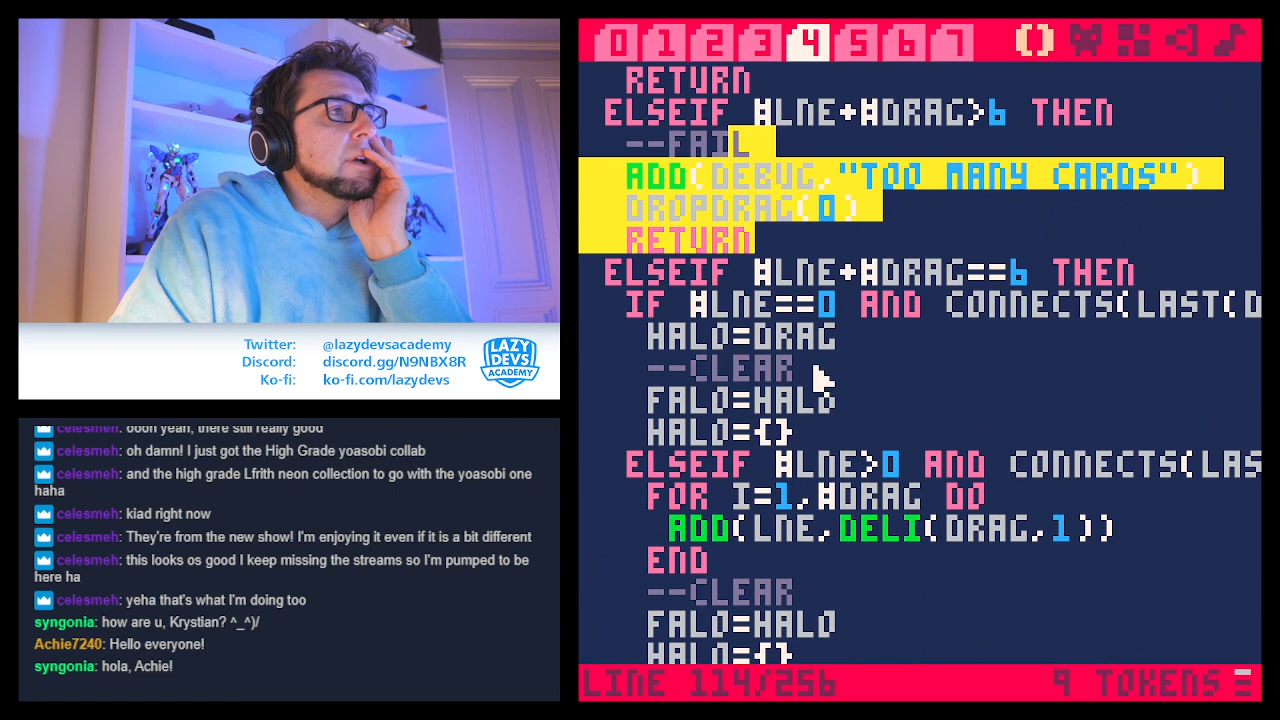 Twitter: @lazydevsacademy
Discord: discord.gg/N9NBX8R
Ko-fi: ko-fi.com/lazydevs
LAZY
DEVS
ACADEMY
celesmeh: oooh yeah, there still really good
celesmeh: oh damn! I just got the High Grade yoasobi collab
celesmeh: and the high grade Lfrith neon collection to go with the yoasobi one
haha
celesmeh: kiad right now
celesmeh: They're from the new show! I'm enjoying it even if it is a bit different
celesmeh: this looks os good I keep missing the streams so I'm pumped to be
here ha
celesmeh: yeha that's what I'm doing too
syngonia: how are u, Krystian? ^_^)/
Achie7240: Hello everyone!
syngonia: hola, Achie!
0 1 2 3 4 5 6 7 ()
RETURN
ELSEIF #LNE+#DRAG>6 THEN
--FAIL
ADD(DEBUG,"TOO MANY CARDS")
DROPDRAG(0)
RETURN
ELSEIF #LNE+#DRAG==6 THEN
IF #LNE==0 AND CONNECTS(LAST(D
HALO=DRAG
--CLEAR
FALO=HALO
HALO={}
ELSEIF #LNE>0 AND CONNECTS(LAS
FOR I=1,#DRAG DO
ADD(LNE,DELI(DRAG,1))
END
--CLEAR
FALO=HALO
HALO={}
LINE 114/256 9 TOKENS